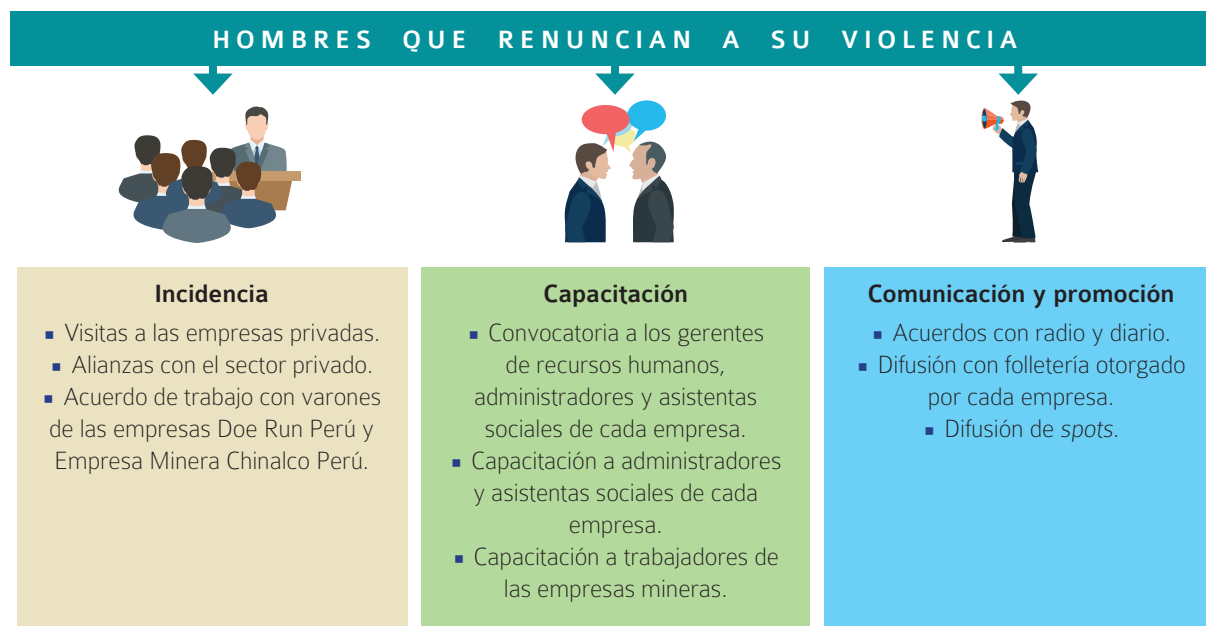 HOMBRES QUE RENUNCIAN A SU VIOLENCIA
Incidencia
▪ Visitas a las empresas privadas.
▪ Alianzas con el sector privado.
▪ Acuerdo de trabajo con varones
de las empresas Doe Run Perú y
Empresa Minera Chinalco Perú.
Capacitación
▪ Convocatoria a los gerentes
de recursos humanos,
administradores y asistentas
sociales de cada empresa.
▪ Capacitación a administradores
y asistentas sociales de cada
empresa.
▪ Capacitación a trabajadores de
las empresas mineras.
Comunicación y promoción
▪ Acuerdos con radio y diario.
▪ Difusión con folletería otorgado
por cada empresa.
▪ Difusión de spots.